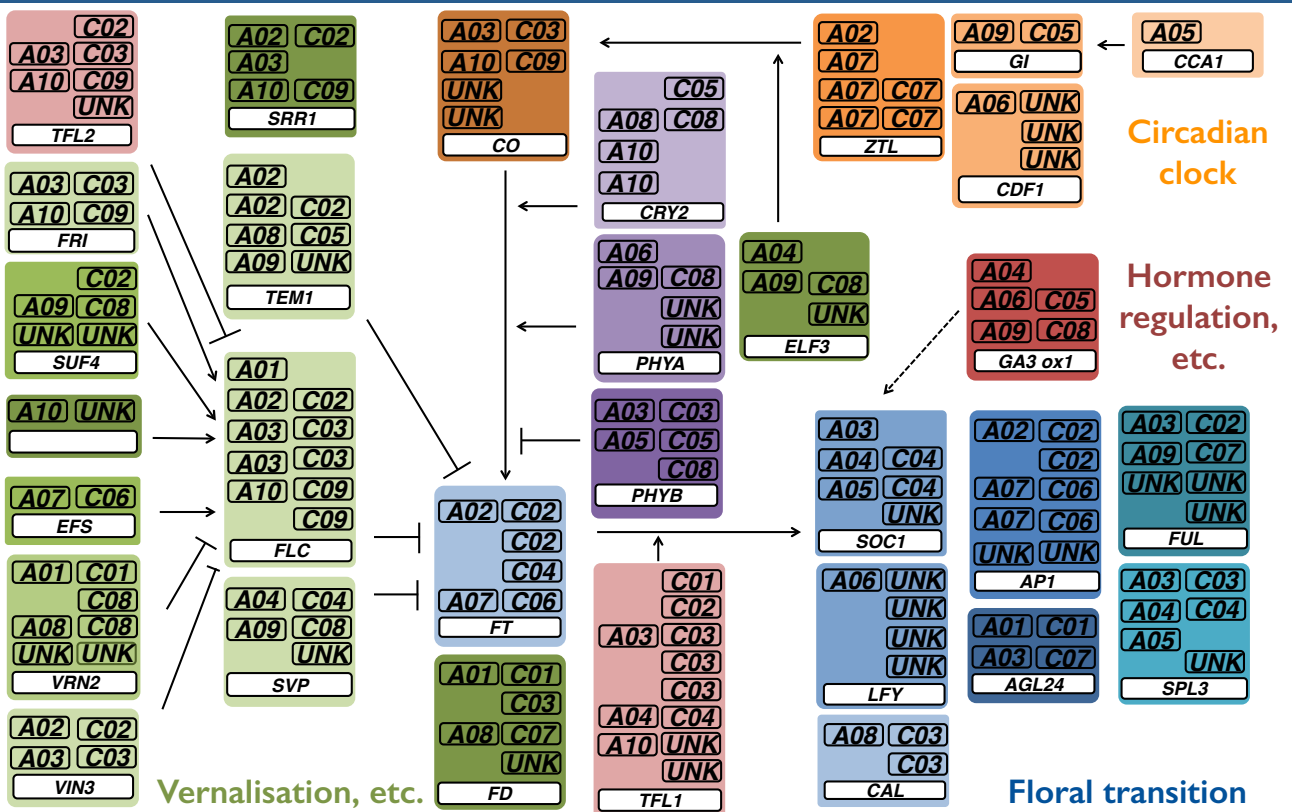 C02
A03 C03
A10 C09
UNK
TFL2
A03 C03
A10 C09
FRI
C02
A09 C08
UNK UNK
SUF4
A10 UNK
A07 C06
EFS
A01 C01
C08
A08 C08
UNK UNK
VRN2
A02 C02
A03 C03
VIN3
A02 C02
A03
A10 C09
SRR1
A02
A02 C02
A08 C05
A09 UNK
TEM1
A01
A02 C02
A03 C03
A03 C03
A10 C09
C09
FLC
A04 C04
A09 C08
UNK
SVP
Vernalisation, etc.
A03 C03
A10 C09
UNK
UNK
CO
A02 C02
C02
C04
A07 C06
FT
A01 C01
C03
A08 C07
UNK
FD
C05
A08 C08
A10
A10
CRY2
A06
A09 C08
UNK
UNK
PHYA
A03 C03
A05 C05
C08
PHYB
C01
C02
A03 C03
C03
C03
A04 C04
A10 UNK
UNK
TFL1
A04
A09 C08
UNK
ELF3
A02
A07
A07 C07
A07 C07
ZTL
A09 C05
GI
A05
CCA1
A06 UNK
UNK
UNK
CDF1
Circadian
clock
A04
A06 C05
A09 C08
GA3 ox1
Hormone
regulation,
etc.
A03
A04 C04
A05 C04
UNK
SOC1
A06 UNK
UNK
UNK
UNK
LFY
A08 C03
C03
CAL
A02 C02
C02
A07 C06
A07 C06
UNK UNK
AP1
A01 C01
A03 C07
AGL24
A03 C02
A09 C07
UNK UNK
UNK
FUL
A03 C03
A04 C04
A05
UNK
SPL3
Floral transition